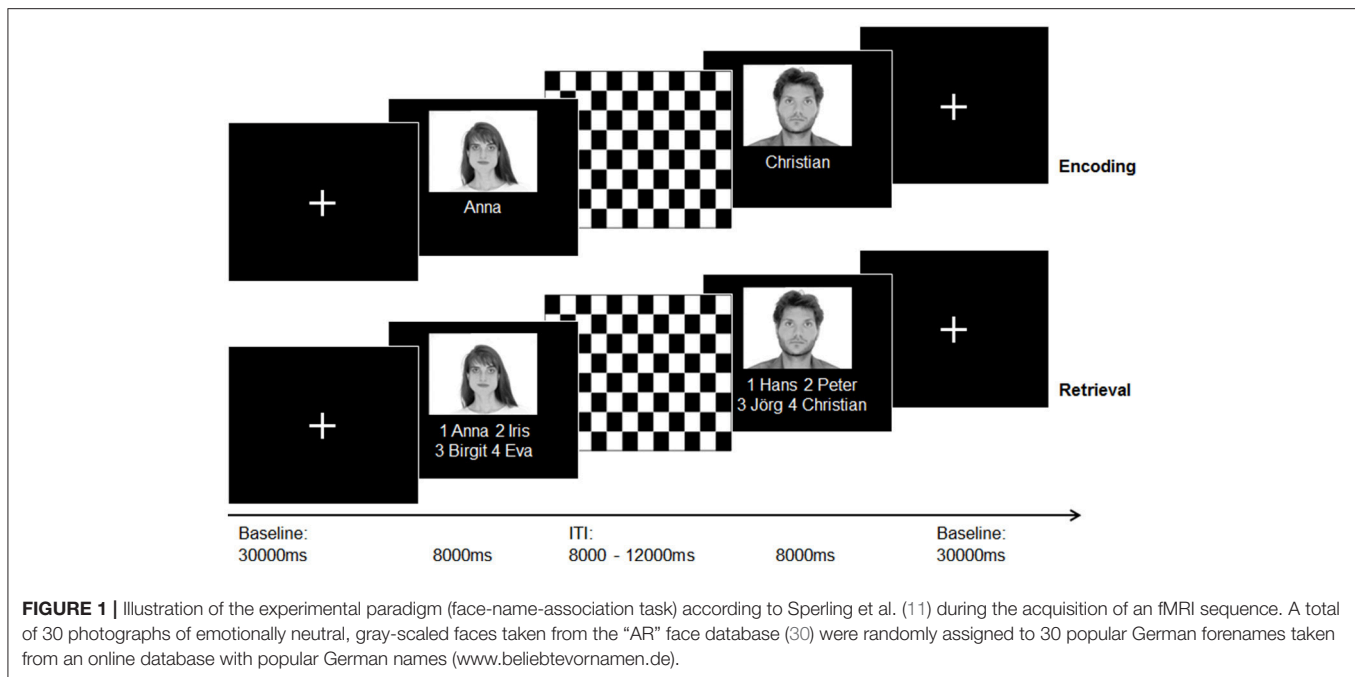 Anna
Christian
Encoding
1 Anna 2 Iris
3 Birgit 4 Eva
1 Hans 2 Peter
3 Jörg 4 Christian
Retrieval
Baseline:
30000ms
8000ms
ITI:
8000 - 12000ms
8000ms
Baseline:
30000ms
FIGURE 1 | Illustration of the experimental paradigm (face-name-association task) according to Sperling et al. (11) during the acquisition of an fMRI sequence. A total
of 30 photographs of emotionally neutral, gray-scaled faces taken from the “AR” face database (30) were randomly assigned to 30 popular German forenames taken
from an online database with popular German names (www.beliebtevornamen.de).